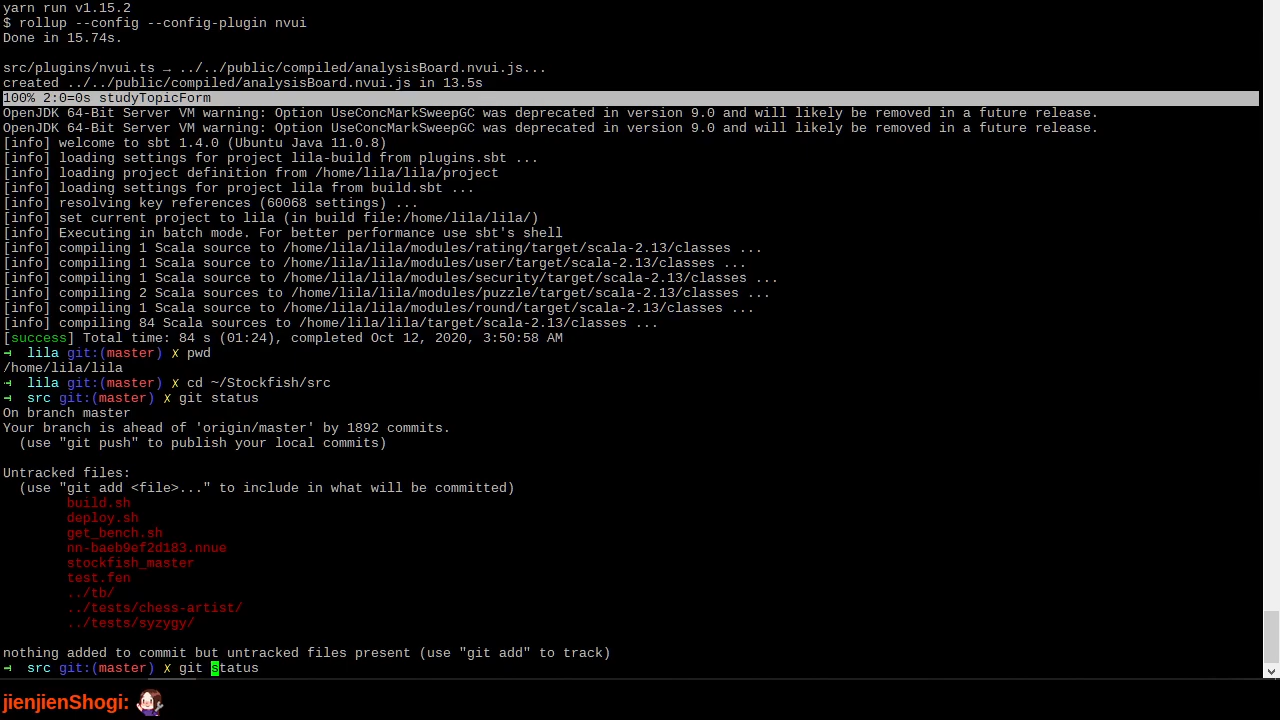 yarn run v1.15.2
$ rollup --config --config-plugin nvui
Done in 15.74s.
src/plugins/nvui.ts → ../../public/compiled/analysisBoard.nvui.js...
created ../../public/compiled/analysisBoard.nvui.js in 13.5s
100% 2:0=0s studyTopicForm
OpenJDK 64-Bit Server VM warning: Option UseConcMarkSweepGC was deprecated in version 9.0 and will likely be removed in a future release.
OpenJDK 64-Bit Server VM warning: Option UseConcMarkSweepGC was deprecated in version 9.0 and will likely be removed in a future release.
[info] welcome to sbt 1.4.0 (Ubuntu Java 11.0.8)
[info] loading settings for project lila-build from plugins.sbt ...
[info] loading project definition from /home/lila/lila/project
[info] loading settings for project lila from build.sbt ...
[info] resolving key references (60068 settings) ...
[info] set current project to lila (in build file:/home/lila/lila/)
[info] Executing in batch mode. For better performance use sbt's shell
[info] compiling 1 Scala source to /home/lila/lila/modules/rating/target/scala-2.13/classes ...
[info] compiling 1 Scala source to /home/lila/lila/modules/user/target/scala-2.13/classes ...
[info] compiling 1 Scala source to /home/lila/lila/modules/security/target/scala-2.13/classes ...
[info] compiling 2 Scala sources to /home/lila/lila/modules/puzzle/target/scala-2.13/classes ...
[info] compiling 1 Scala source to /home/lila/lila/modules/round/target/scala-2.13/classes ...
[info] compiling 84 Scala sources to /home/lila/lila/target/scala-2.13/classes ...
[success] Total time: 84 s (01:24), completed Oct 12, 2020, 3:50:58 AM
→ lila git:(master) ✗ pwd
/home/lila/lila
→ lila git:(master) ✗ cd ~/Stockfish/src
→ src git:(master) ✗ git status
On branch master
Your branch is ahead of 'origin/master' by 1892 commits.
(use "git push" to publish your local commits)
Untracked files:
(use "git add <file>..." to include in what will be committed)
build.sh
deploy.sh
get_bench.sh
nn-baeb9ef2d183.nnue
stockfish_master
test.fen
../tb/
../tests/chess-artist/
../tests/syzygy/
nothing added to commit but untracked files present (use "git add" to track)
→ src git:(master) ✗ git status
jienjienShogi: